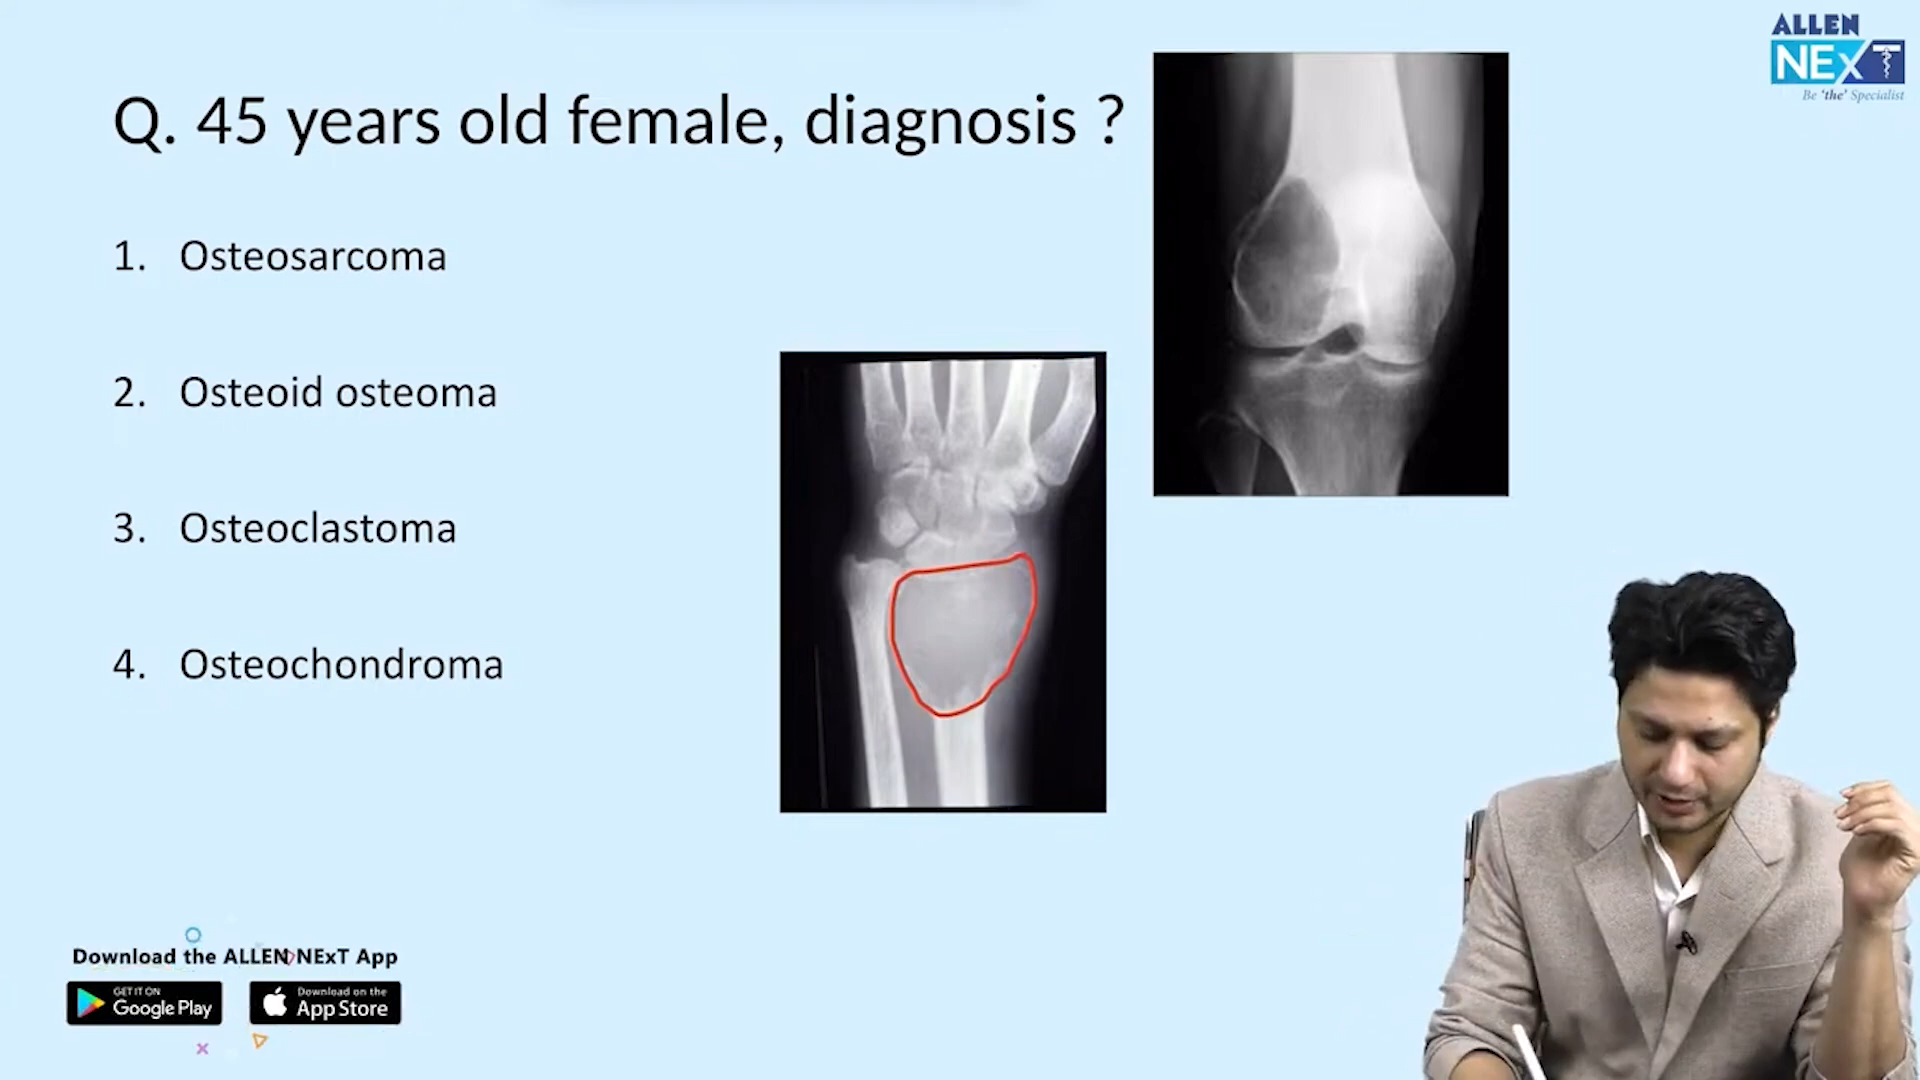 Q. 45 years old female, diagnosis ?
1. Osteosarcoma
2. Osteoid osteoma
3. Osteoclastoma
4. Osteochondroma
ALLEN
NExT
Be 'the' Specialist
Download the ALLEN NExT App
GET IT ON
Google Play
Download on the
App Store